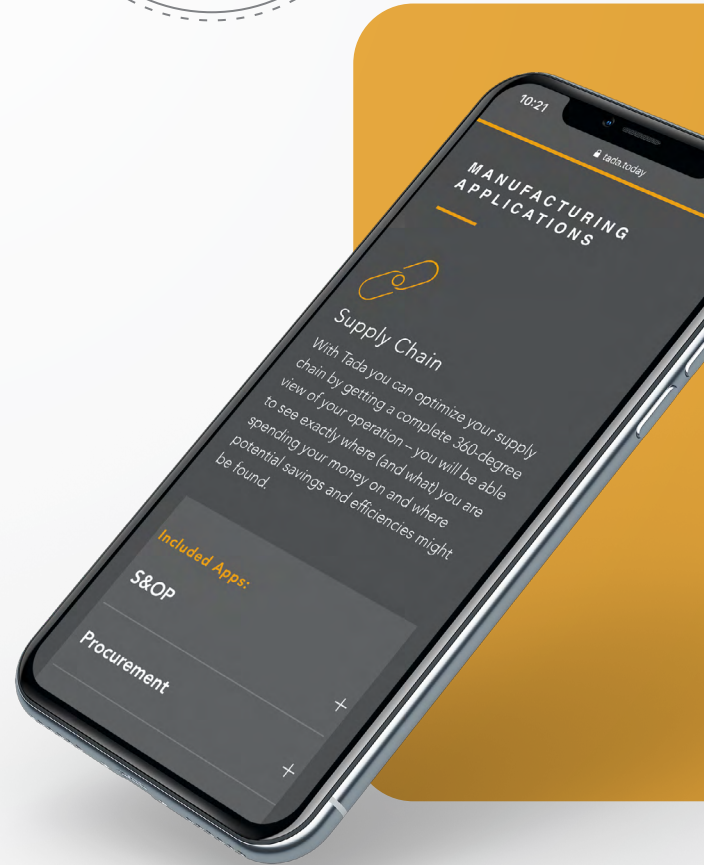 10:21
tada.today
MANUFACTURING
APPLICATIONS
Supply Chain
With Tada you can optimize your supply
chain by getting a complete 360-degree
view of your operation – you will be able
to see exactly where (and what) you are
spending your money on and where
potential savings and efficiencies might
be found.
Included Apps:
S&OP
+
Procurement
+